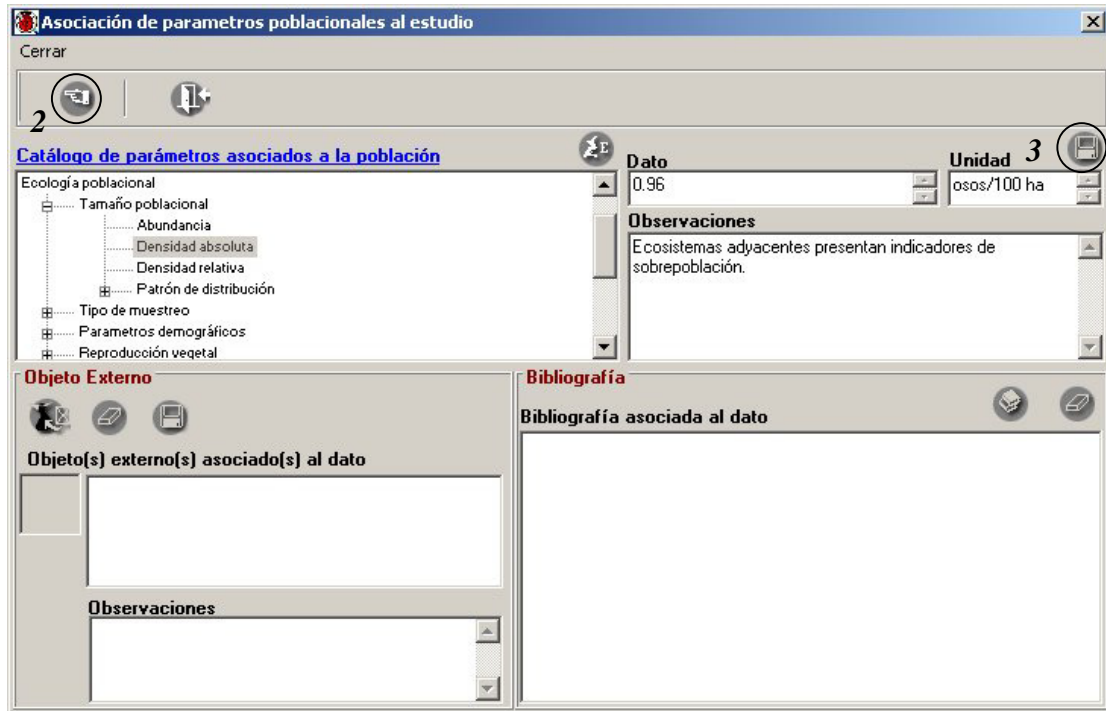 Asociación de parametros poblacionales al estudio
Cerrar
2
Catálogo de parámetros asociados a la población
E
Dato
Unidad
3
0.96
osos/100 ha
Ecología poblacional
Tamaño poblacional
Abundancia
Densidad absoluta
Densidad relativa
Patrón de distribución
Tipo de muestreo
Parametros demográficos
Reproducción vegetal
Observaciones
Ecosistemas adyacentes presentan indicadores de
sobrepoblación.
Objeto Externo
Objeto(s) externo(s) asociado(s) al dato
Observaciones
Bibliografía
Bibliografía asociada al dato